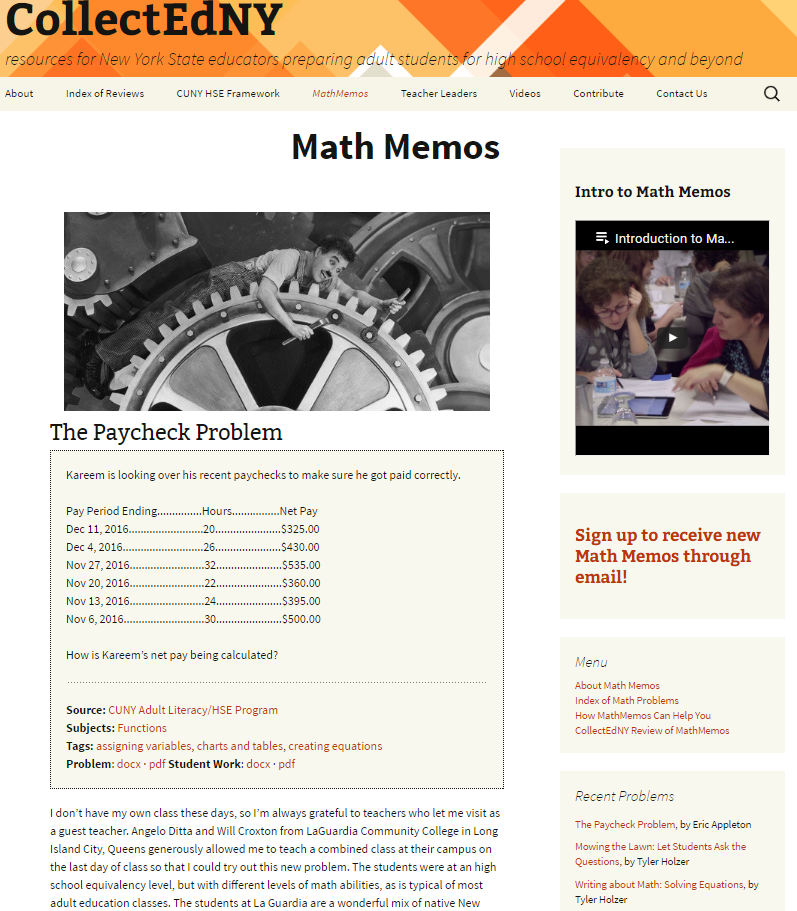 CollectEdNY
resources for New York State educators preparing adult students for high school equivalency and beyond
About Index of Reviews CUNY HSE Framework MathMemos Teacher Leaders Videos Contribute Contact Us
Math Memos
The Paycheck Problem
Kareem is looking over his recent paychecks to make sure he got paid correctly.
Pay Period Ending...............Hours................Net Pay
Dec 11, 2016.........................20......................$325.00
Dec 4, 2016...........................26......................$430.00
Nov 27, 2016.........................32......................$535.00
Nov 20, 2016.........................22......................$360.00
Nov 13, 2016.........................24......................$395.00
Nov 6, 2016...........................30......................$500.00
How is Kareem’s net pay being calculated?
Source: CUNY Adult Literacy/HSE Program
Subjects: Functions
Tags: assigning variables, charts and tables, creating equations
Problem: docx · pdf Student Work: docx · pdf
I don’t have my own class these days, so I’m always grateful to teachers who let me visit as
a guest teacher. Angelo Ditta and Will Croxton from LaGuardia Community College in Long
Island City, Queens generously allowed me to teach a combined class at their campus on
the last day of class so that I could try out this new problem. The students were at an high
school equivalency level, but with different levels of math abilities, as is typical of most
adult education classes. The students at La Guardia are a wonderful mix of native New
Intro to Math Memos
Introduction to Ma...
Sign up to receive new
Math Memos through
email!
Menu
About Math Memos
Index of Math Problems
How MathMemos Can Help You
CollectEdNY Review of MathMemos
Recent Problems
The Paycheck Problem, by Eric Appleton
Mowing the Lawn: Let Students Ask the
Questions, by Tyler Holzer
Writing about Math: Solving Equations, by
Tyler Holzer